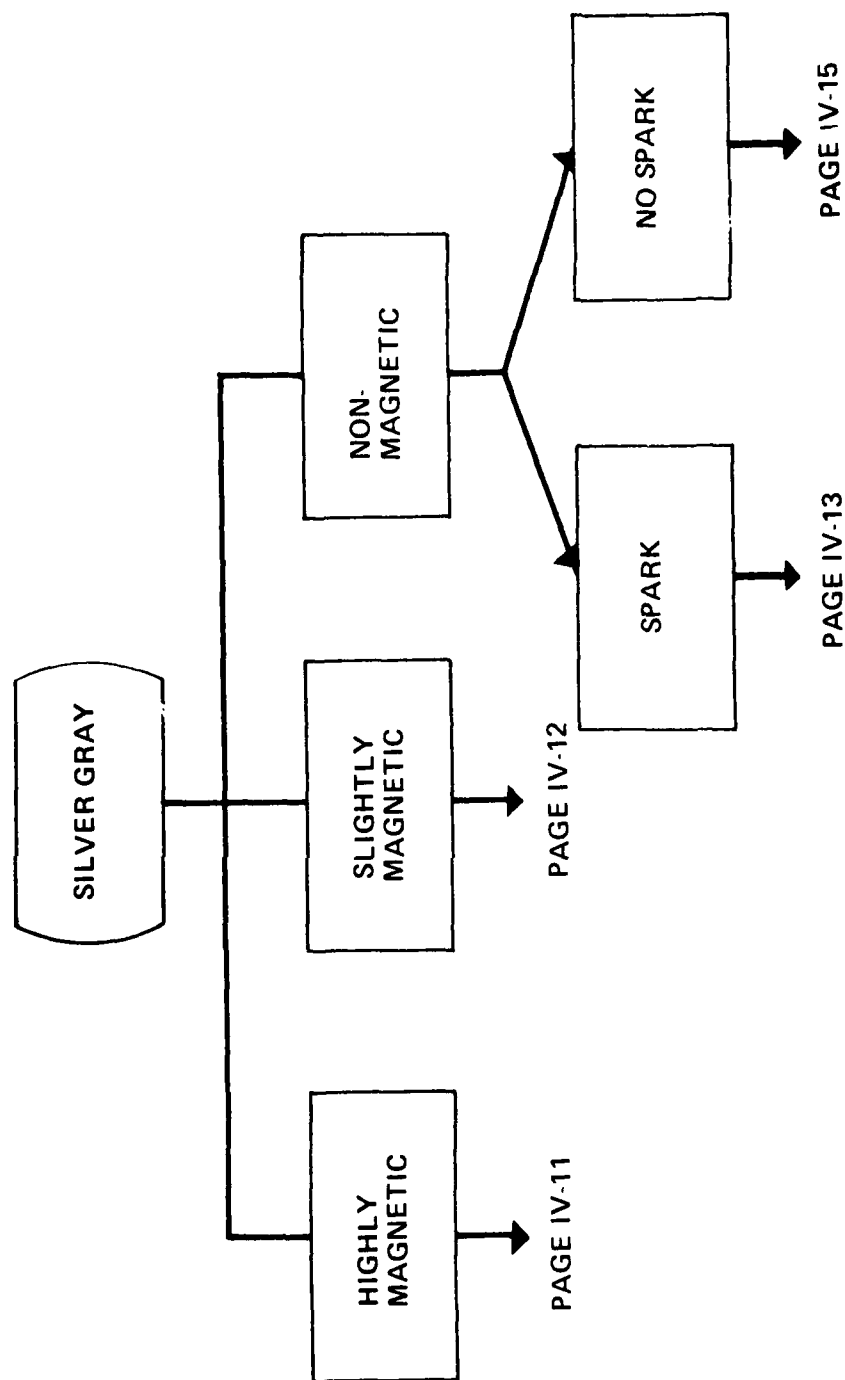 SILVER GRAY
HIGHLY
MAGNETIC
SLIGHTLY
MAGNETIC
NON-
MAGNETIC
PAGE IV-11
PAGE IV-12
SPARK
NO SPARK
PAGE IV-13
PAGE IV-15